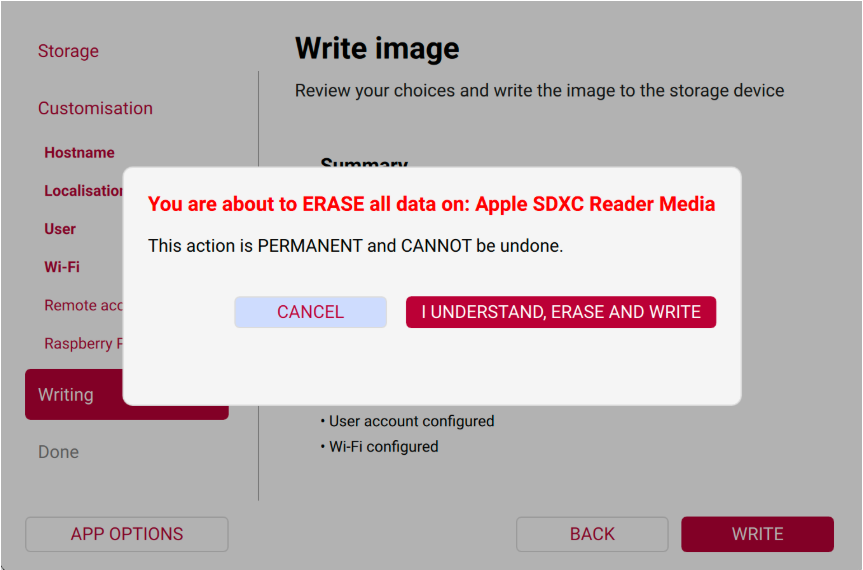 Storage
Customisation
Hostname
Localisation
User
Wi-Fi
Remote
Raspberry
Writing
Done
Write image
Review your choices and write the image to the storage device
Summary
You are about to ERASE all data on: Apple SDXC Reader Media
This action is PERMANENT and CANNOT be undone.
CANCEL
I UNDERSTAND, ERASE AND WRITE
• User account configured
• Wi-Fi configured
APP OPTIONS
BACK
WRITE